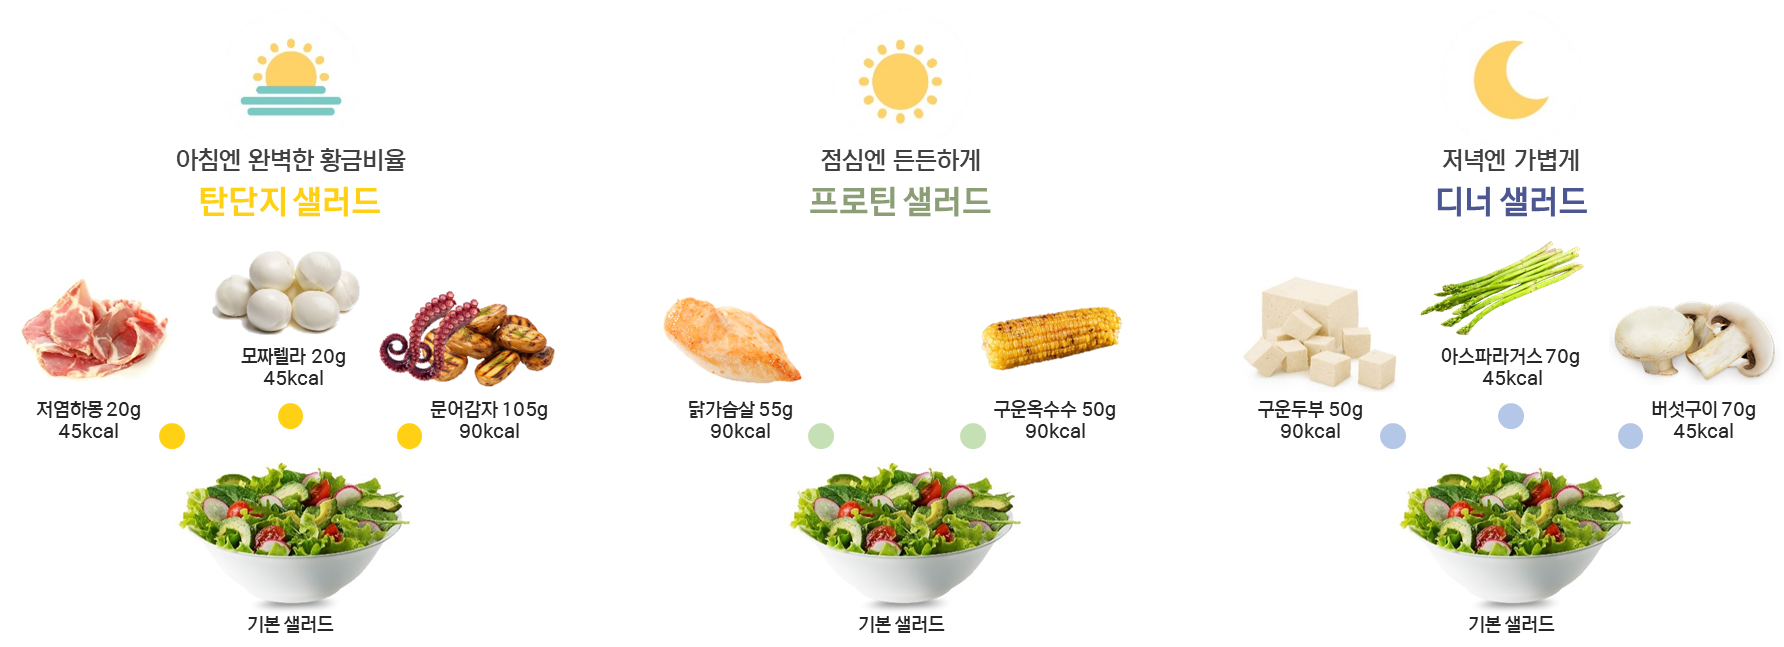 아침엔 완벽한 황금비율
탄단지 샐러드
모짜렐라 20g
45kcal
저염하몽 20g
45kcal
문어감자 105g
90kcal
기본 샐러드
점심엔 든든하게
프로틴 샐러드
닭가슴살 55g
90kcal
구운옥수수 50g
90kcal
기본 샐러드
저녁엔 가볍게
디너 샐러드
아스파라거스 70g
45kcal
구운두부 50g
90kcal
버섯구이 70g
45kcal
기본 샐러드